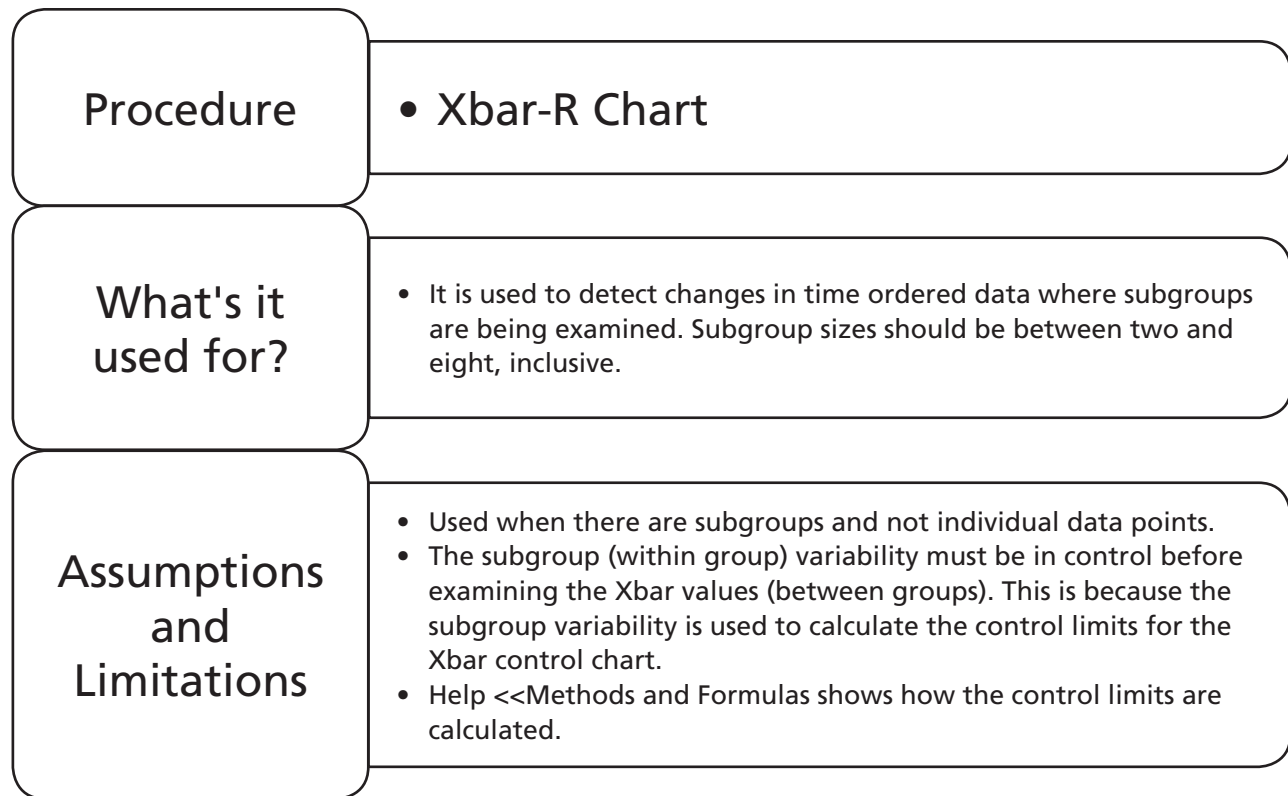 Procedure
• Xbar-R Chart
What's it
used for?
• It is used to detect changes in time ordered data where subgroups
are being examined. Subgroup sizes should be between two and
eight, inclusive.
Assumptions
and
Limitations
• Used when there are subgroups and not individual data points.
• The subgroup (within group) variability must be in control before
examining the Xbar values (between groups). This is because the
subgroup variability is used to calculate the control limits for the
Xbar control chart.
• Help <<Methods and Formulas shows how the control limits are
calculated.